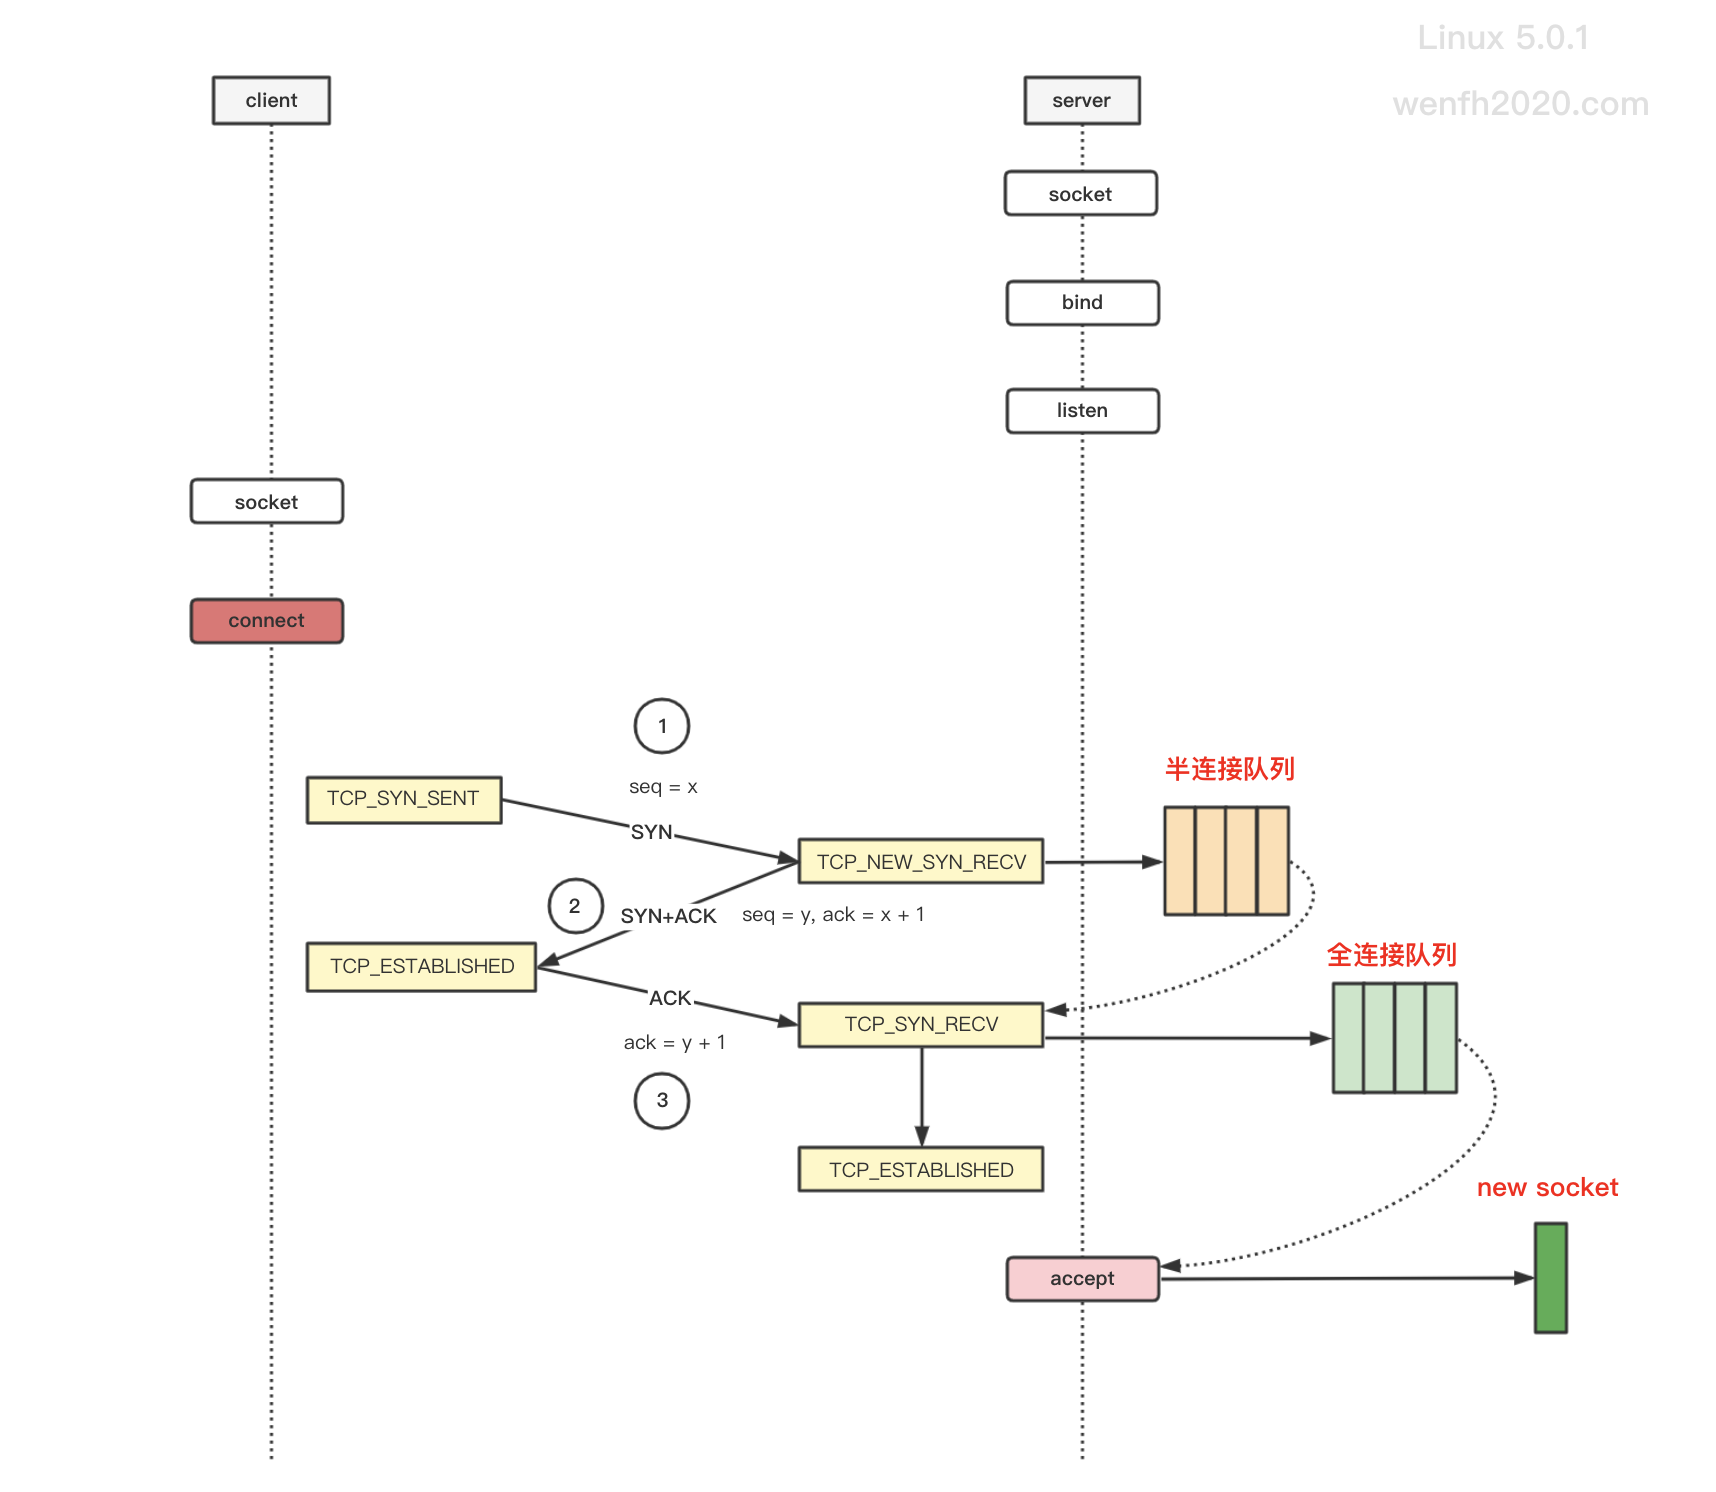 Linux 5.0.1
client
server
wenfh2020.com
socket
bind
listen
socket
connect
1
半连接队列
seq = x
TCP_SYN_SENT
SYN
TCP_NEW_SYN_RECV
2
SYN+ACK
seq = y, ack = x + 1
全连接队列
TCP_ESTABLISHED
ACK
TCP_SYN_RECV
ack = y + 1
3
TCP_ESTABLISHED
new socket
accept